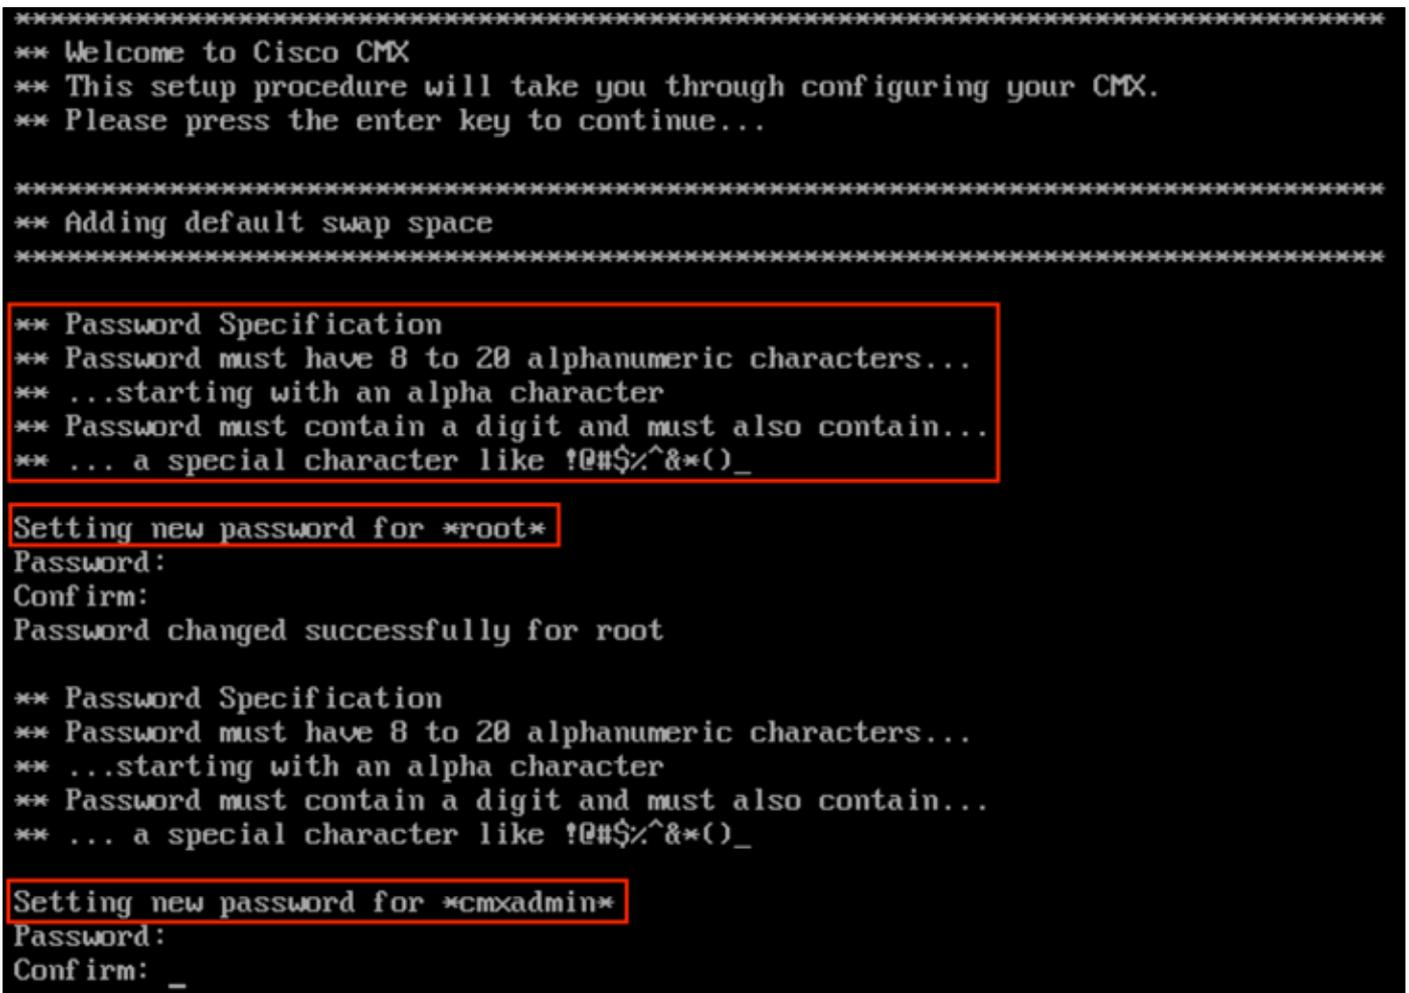 ********************************************************************************
** Welcome to Cisco CMX
** This setup procedure will take you through configuring your CMX.
** Please press the enter key to continue...
********************************************************************************
** Adding default swap space
********************************************************************************
** Password Specification
** Password must have 8 to 20 alphanumeric characters...
** ...starting with an alpha character
** Password must contain a digit and must also contain...
** ... a special character like !@#$%^&*()_
Setting new password for *root*
Password:
Confirm:
Password changed successfully for root
** Password Specification
** Password must have 8 to 20 alphanumeric characters...
** ...starting with an alpha character
** Password must contain a digit and must also contain...
** ... a special character like !@#$%^&*()_
Setting new password for *cmxadmin*
Password:
Confirm: _